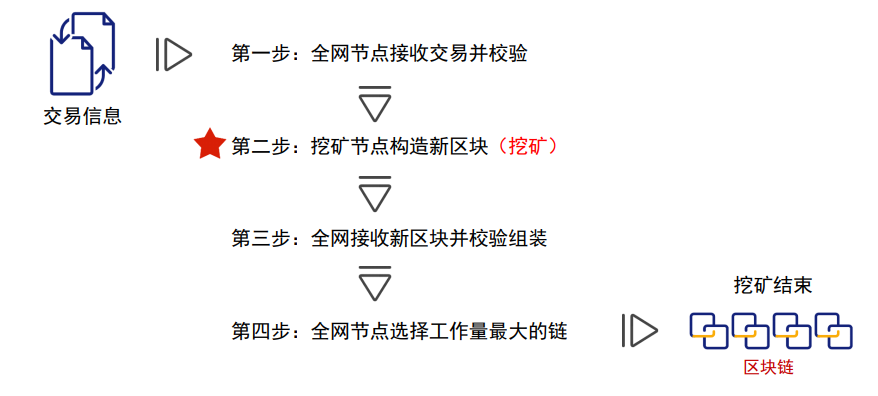 交易信息
第一步：全网节点接收交易并校验
第二步：挖矿节点构造新区块（挖矿）
第三步：全网接收新区块并校验组装
第四步：全网节点选择工作量最大的链
挖矿结束
区块链